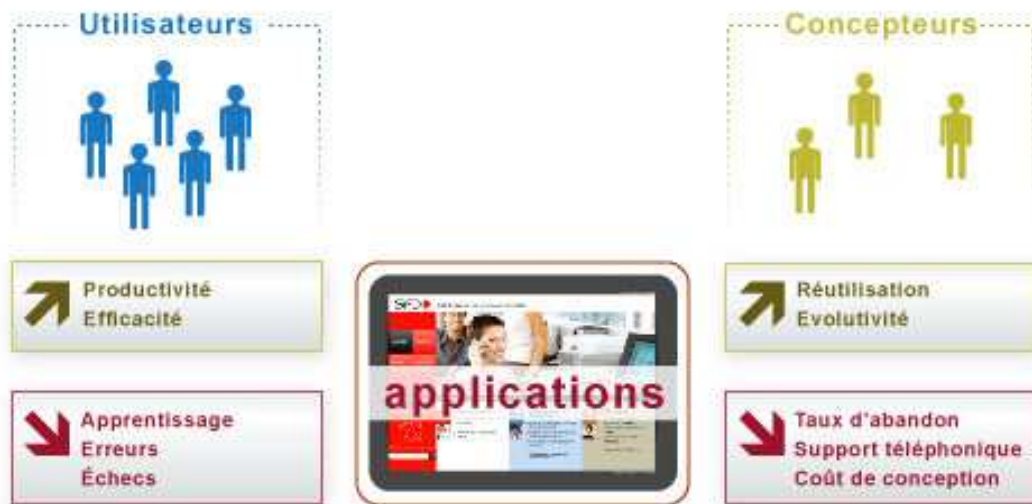 Utilisateurs
Concepteurs
Productivité
Efficacité
Réutilisation
Evolutivité
applications
Apprentissage
Erreurs
Échecs
Taux d'abandon
Support téléphonique
Coût de conception